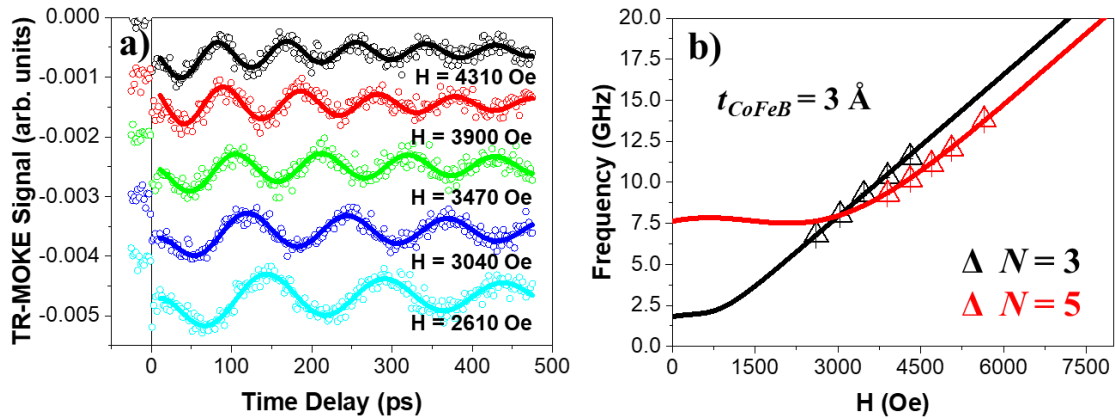 a)
0.000
-0.001
-0.002
-0.003
-0.004
-0.005
TR-MOKE Signal (arb. units)
H = 4310 Oe
H = 3900 Oe
H = 3470 Oe
H = 3040 Oe
H = 2610 Oe
0 100 200 300 400 500
Time Delay (ps)
b)
20.0
17.5
15.0
12.5
10.0
7.5
5.0
2.5
0.0
Frequency (GHz)
tCoFeB = 3 Å
Δ N = 3
Δ N = 5
0 1500 3000 4500 6000 7500
H (Oe)